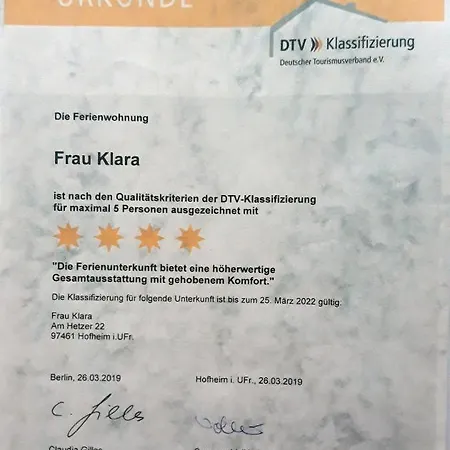 URKUNDE
DTV Klassifizierung
Deutscher Tourismusverband e.V.
Die Ferienwohnung
Frau Klara
ist nach den Qualitätskriterien der DTV-Klassifizierung
für maximal 5 Personen ausgezeichnet mit
"Die Ferienunterkunft bietet eine höherwertige
Gesamtausstattung mit gehobenem Komfort."
Die Klassifizierung für folgende Unterkunft ist bis zum 25. März 2022 gültig:
Frau Klara
Am Hetzer 22
97461 Hofheim i.UFr.
Berlin, 26.03.2019
Hofheim i. UFr., 26.03.2019
C. Gilles
Claudia Gilles